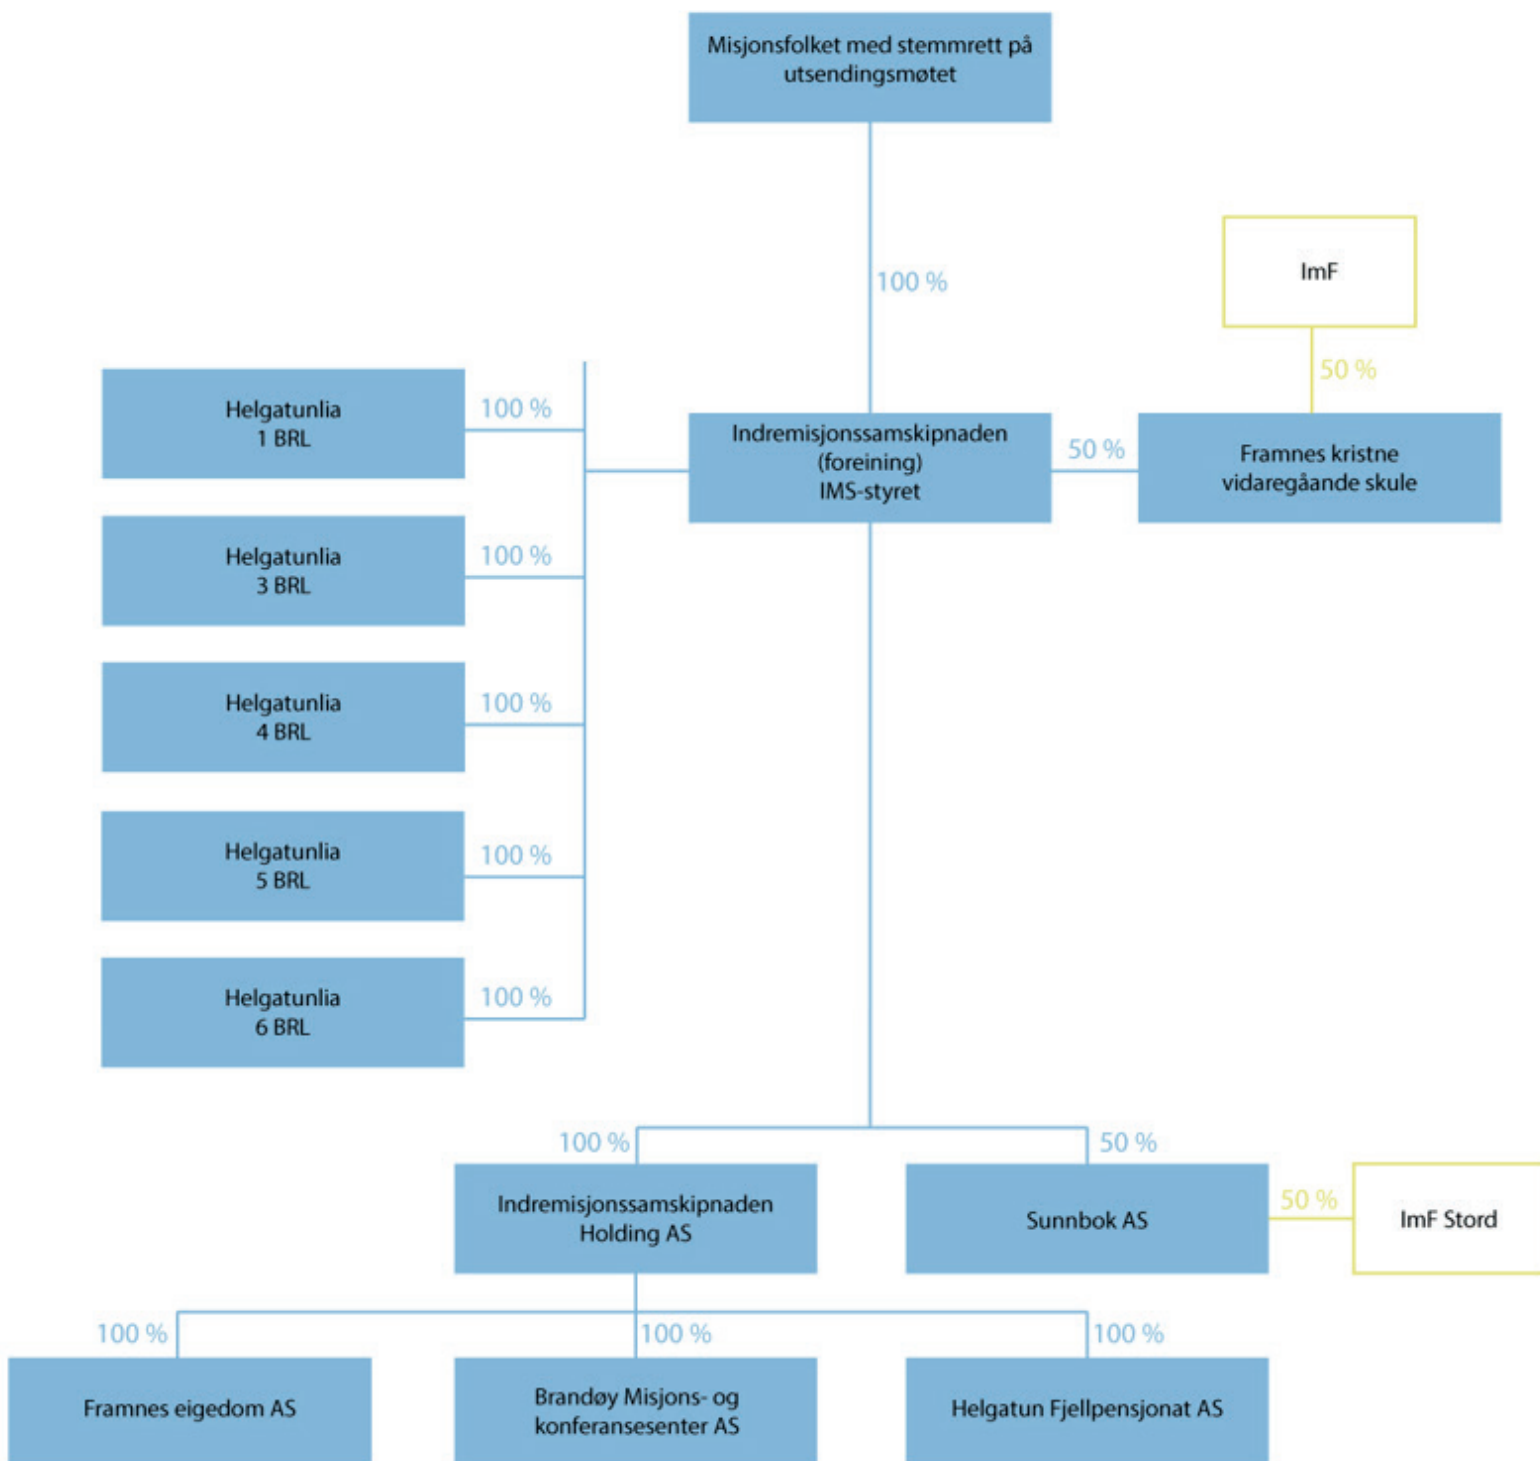 Misjonsfolket med stemmrett på
utsendingsmøtet
100 %
ImF
50 %
Helgatunlia
1 BRL
100 %
Indremisjonssamskipnaden
(foreining)
IMS-styret
50 %
Framnes kristne
vidaregåande skule
Helgatunlia
3 BRL
100 %
Helgatunlia
4 BRL
100 %
Helgatunlia
5 BRL
100 %
Helgatunlia
6 BRL
100 %
100 %
50 %
Indremisjonssamskipnaden
Holding AS
Sunnbok AS
50 %
ImF Stord
100 %
100 %
100 %
Framnes eigedom AS
Brandøy Misjons- og
konferansesenter AS
Helgatun Fjellpensjonat AS